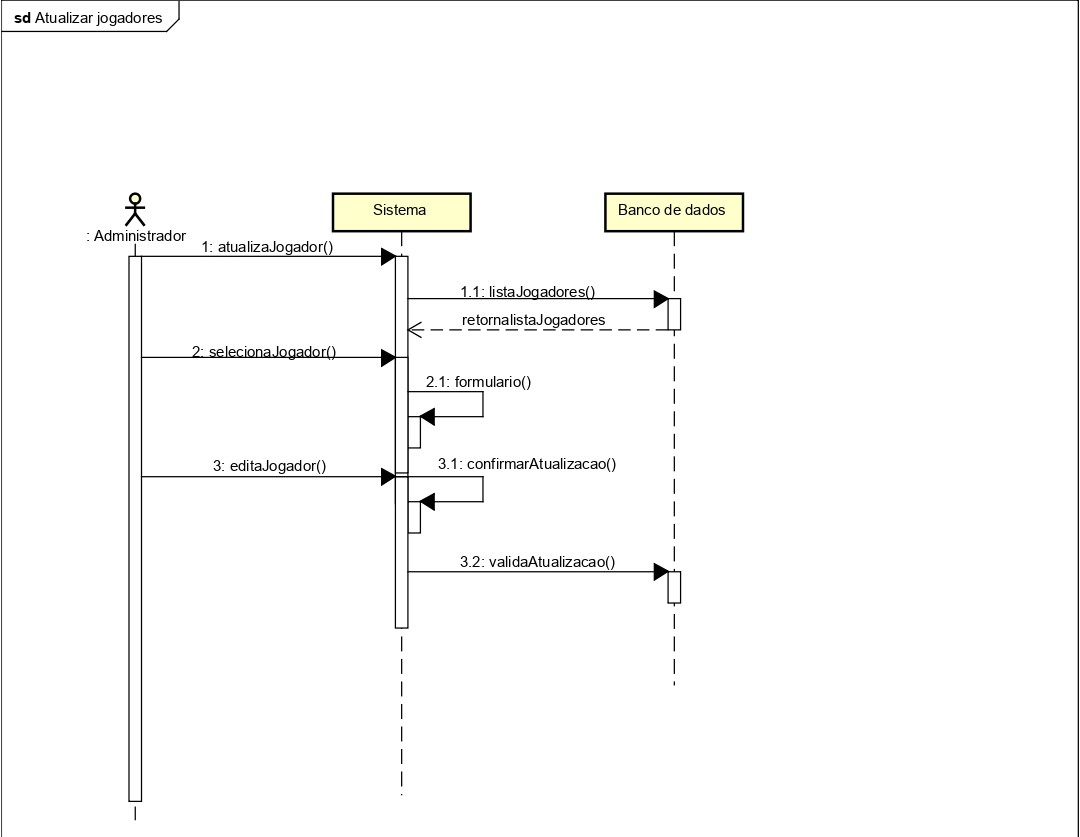 sd Atualizar jogadores
Sistema
Banco de dados
: Administrador
1: atualizaJogador()
1.1: listaJogadores()
retornalistaJogadores
2: selecionaJogador()
2.1: formulario()
3: editaJogador()
3.1: confirmarAtualizacao()
3.2: validaAtualizacao()